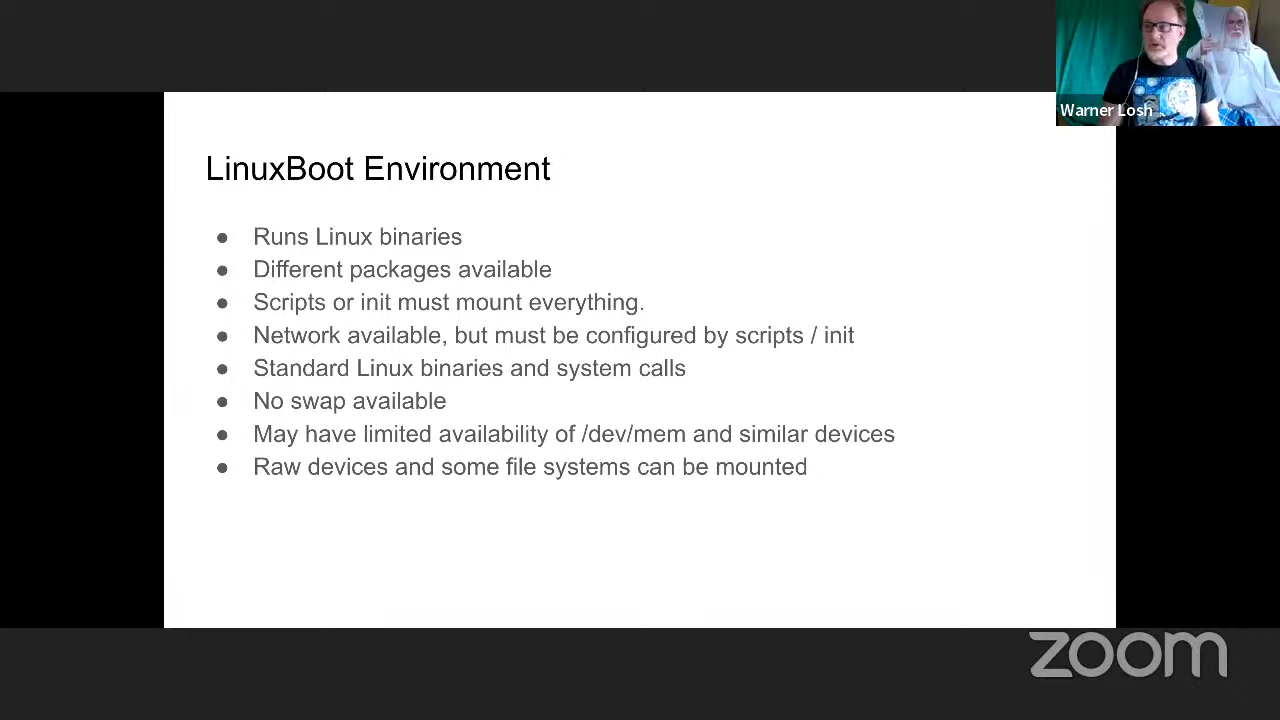 Warner Losh
LinuxBoot Environment
● Runs Linux binaries
● Different packages available
● Scripts or init must mount everything.
● Network available, but must be configured by scripts / init
● Standard Linux binaries and system calls
● No swap available
● May have limited availability of /dev/mem and similar devices
● Raw devices and some file systems can be mounted
zoom